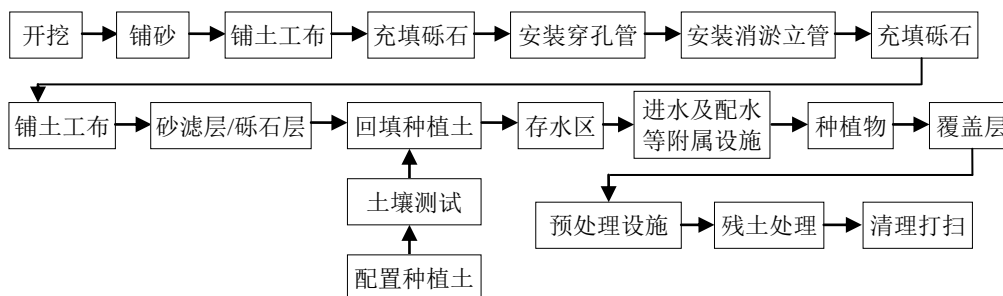 开挖
铺砂
铺土工布
充填砾石
安装穿孔管
安装消淤立管
充填砾石
铺土工布
砂滤层/砾石层
回填种植土
存水区
进水及配水
等附属设施
种植物
覆盖层
土壤测试
配置种植土
预处理设施
残土处理
清理打扫